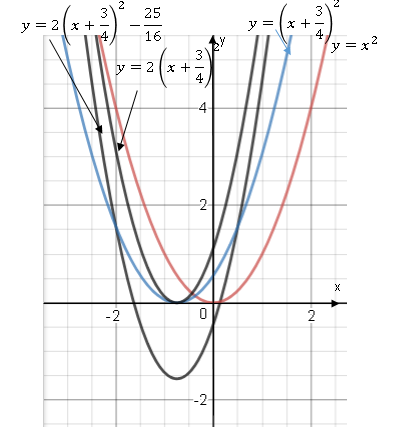 y = 2(x + 3/4)² − 25/16
y = (x + 3/4)²
y = x²
y = 2(x + 3/4)²
y
4
2
x
-2
0
2
-2